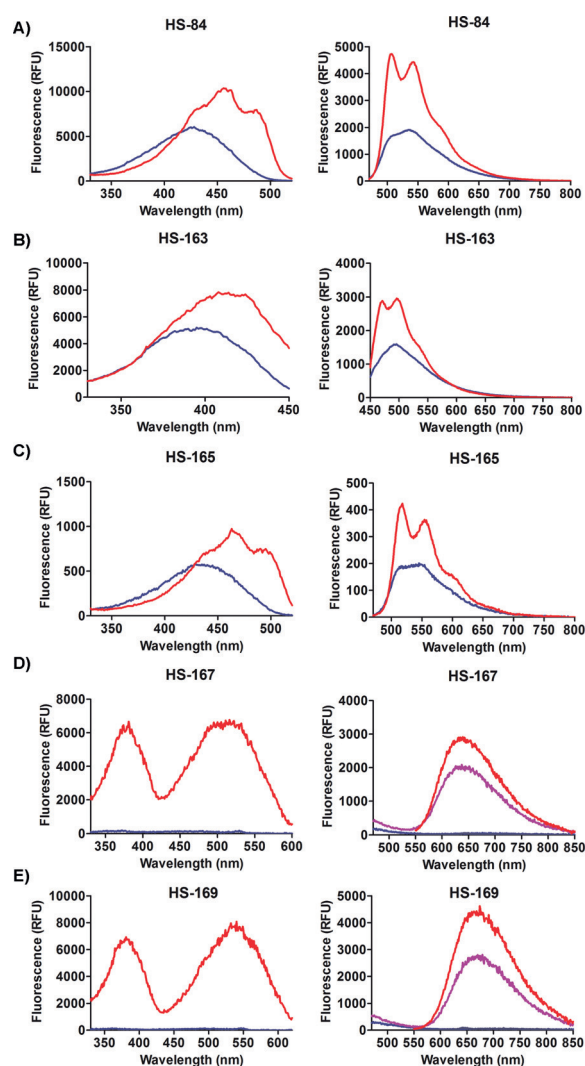 A)
HS-84
HS-84
Fluorescence (RFU)
15000
10000
5000
0
350 400 450 500
Wavelength (nm)
Fluorescence (RFU)
5000
4000
3000
2000
1000
0
500 550 600 650 700 750 800
Wavelength (nm)
B)
HS-163
HS-163
Fluorescence (RFU)
10000
8000
6000
4000
2000
0
350 400 450
Wavelength (nm)
Fluorescence (RFU)
4000
3000
2000
1000
0
450 500 550 600 650 700 750 800
Wavelength (nm)
C)
HS-165
HS-165
Fluorescence (RFU)
1500
1000
500
0
350 400 450 500
Wavelength (nm)
Fluorescence (RFU)
500
400
300
200
100
0
500 550 600 650 700 750 800
Wavelength (nm)
D)
HS-167
HS-167
Fluorescence (RFU)
8000
6000
4000
2000
0
350 400 450 500 550 600
Wavelength (nm)
Fluorescence (RFU)
4000
3000
2000
1000
0
500 550 600 650 700 750 800 850
Wavelength (nm)
E)
HS-169
HS-169
Fluorescence (RFU)
10000
8000
6000
4000
2000
0
350 400 450 500 550 600
Wavelength (nm)
Fluorescence (RFU)
5000
4000
3000
2000
1000
0
500 550 600 650 700 750 800 850
Wavelength (nm)